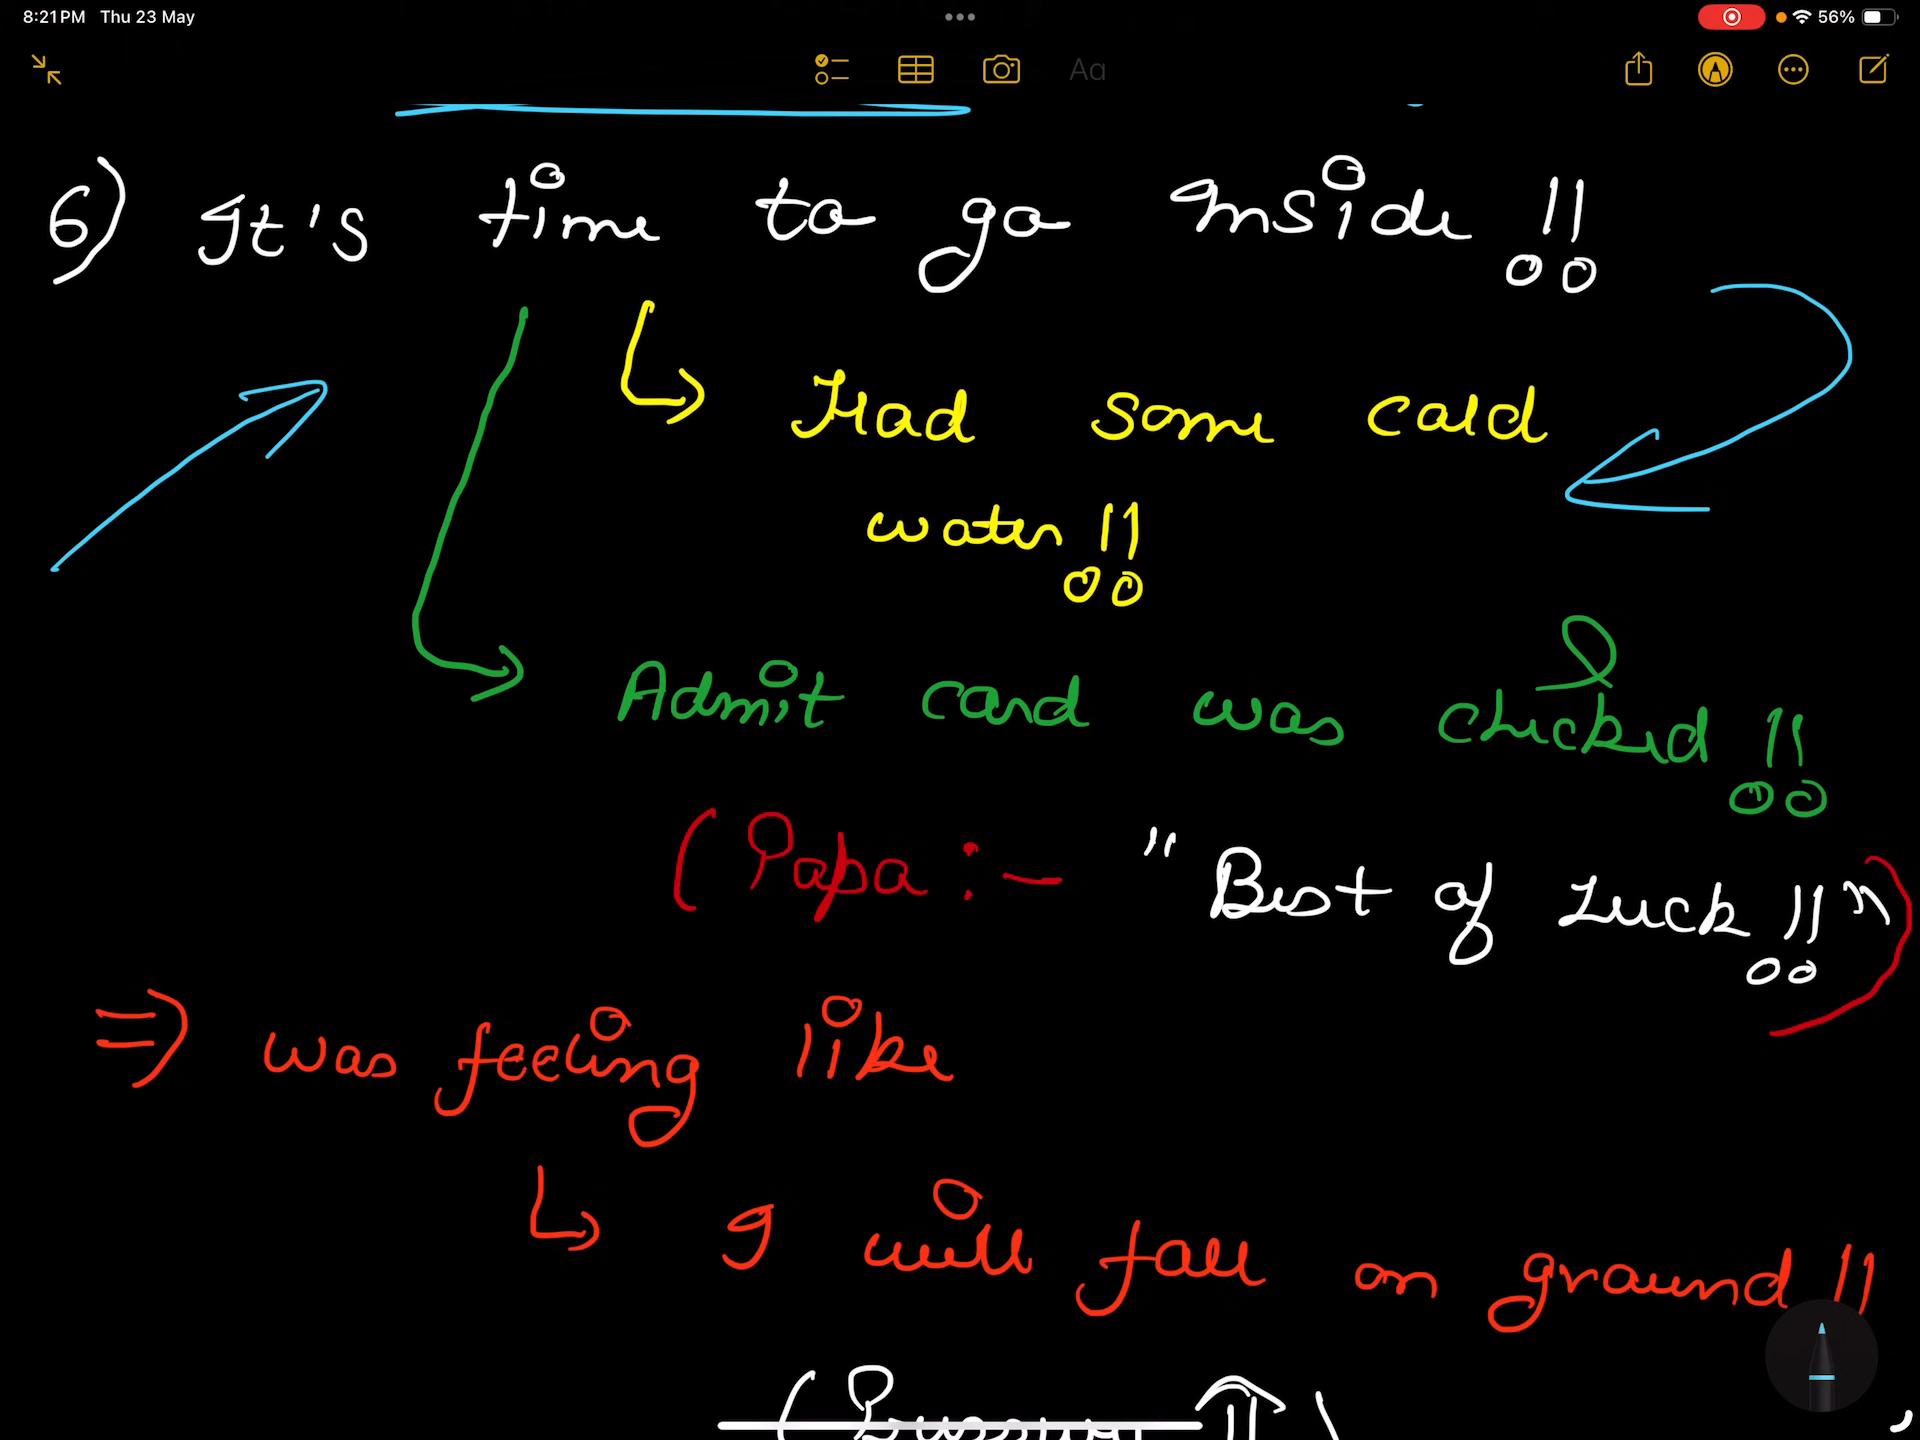 8:21 PM Thu 23 May
56%
Aa
6) It's time to go inside !!
↳ Had some cold
water !!
→ Admit card was checked !!
(Papa :- "Best of Luck !!")
⇒ was feeling like
↳ I will fall on ground !!